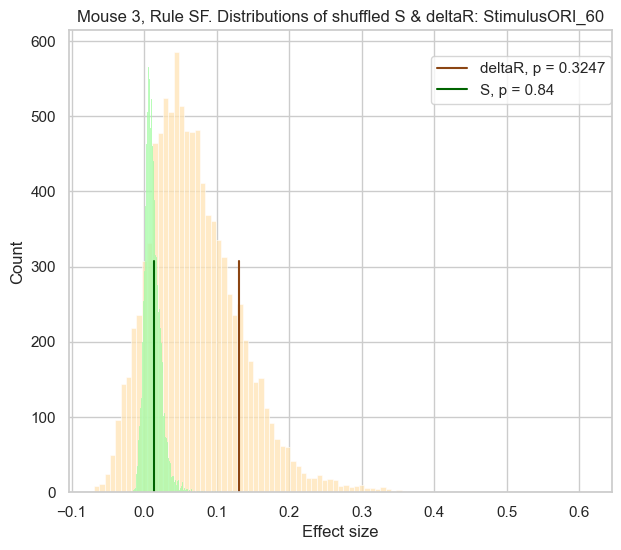 Mouse 3, Rule SF. Distributions of shuffled S & deltaR: StimulusORI_60
deltaR, p = 0.3247
S, p = 0.84
Count
600
500
400
300
200
100
0
−0.1 0.0 0.1 0.2 0.3 0.4 0.5 0.6
Effect size